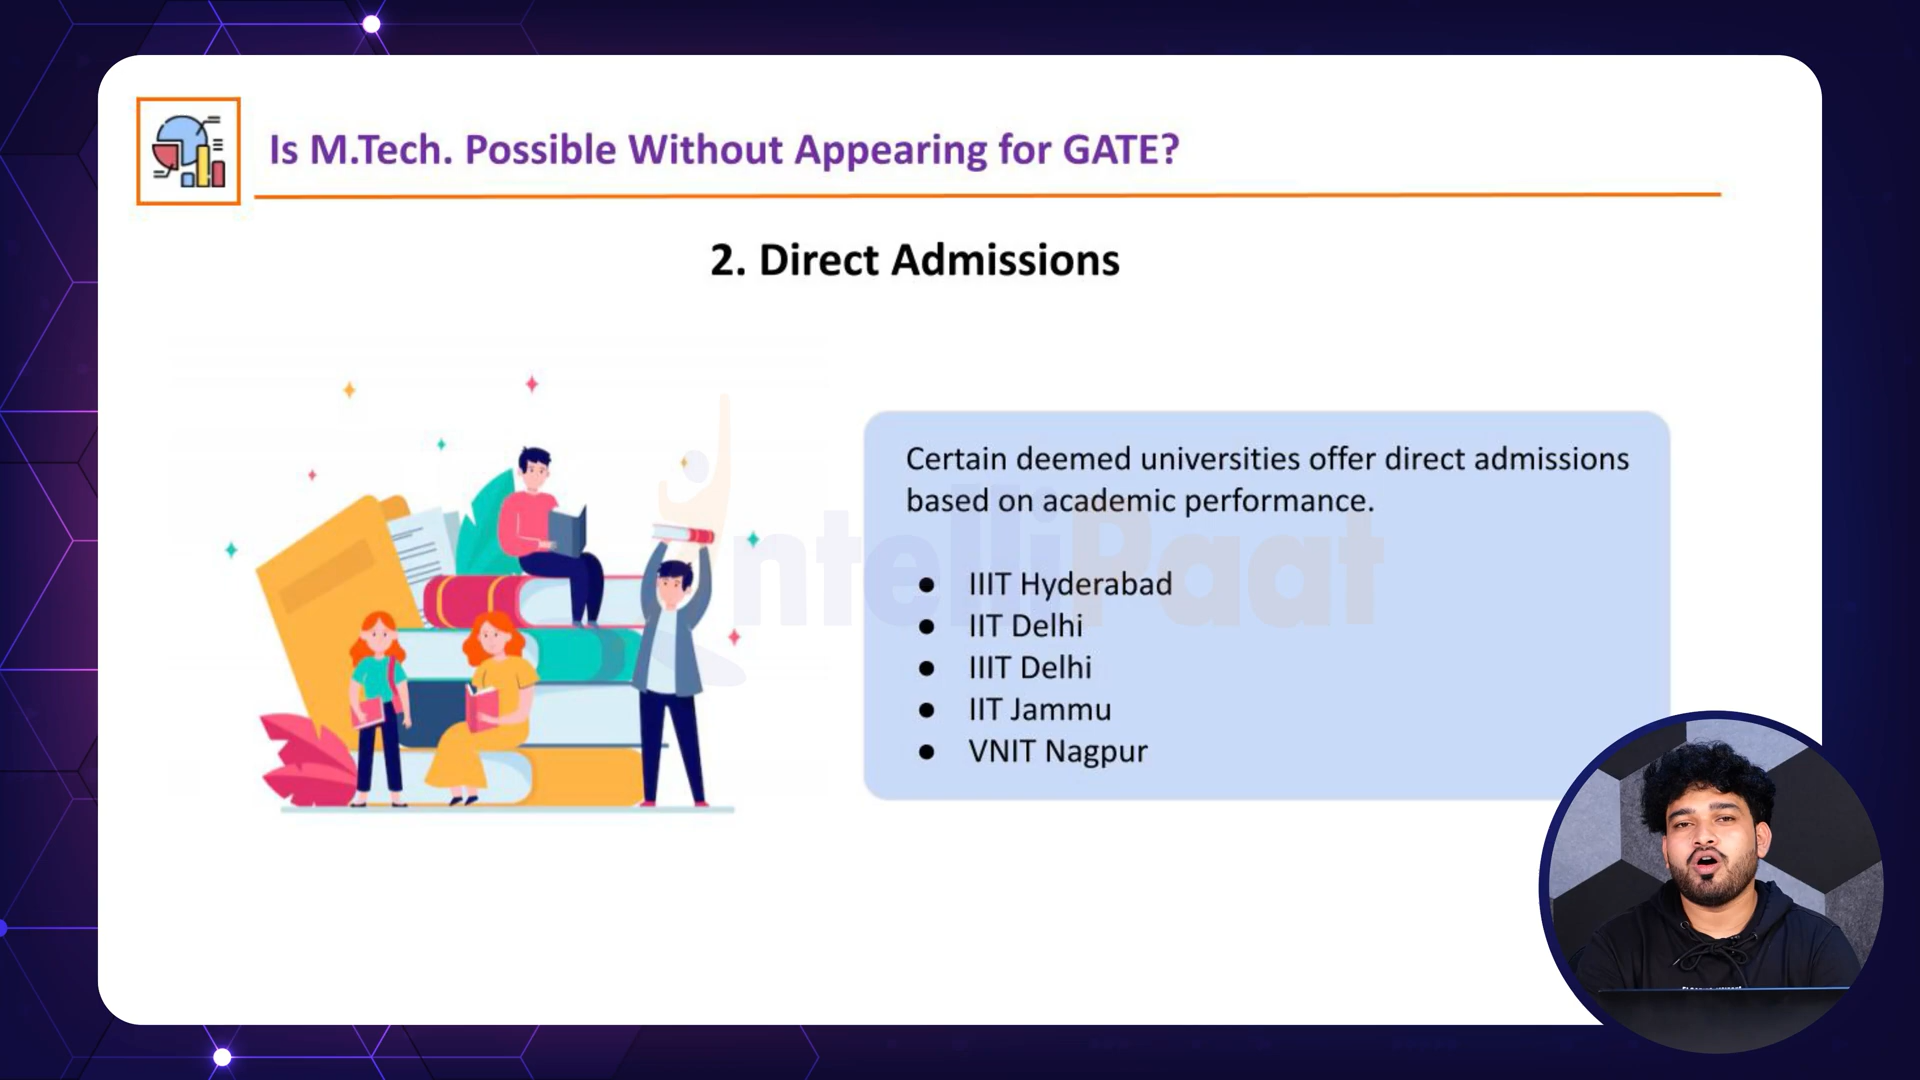 Is M.Tech. Possible Without Appearing for GATE?
2. Direct Admissions
Certain deemed universities offer direct admissions
based on academic performance.
● IIIT Hyderabad
● IIT Delhi
● IIIT Delhi
● IIT Jammu
● VNIT Nagpur
IntelliPaat